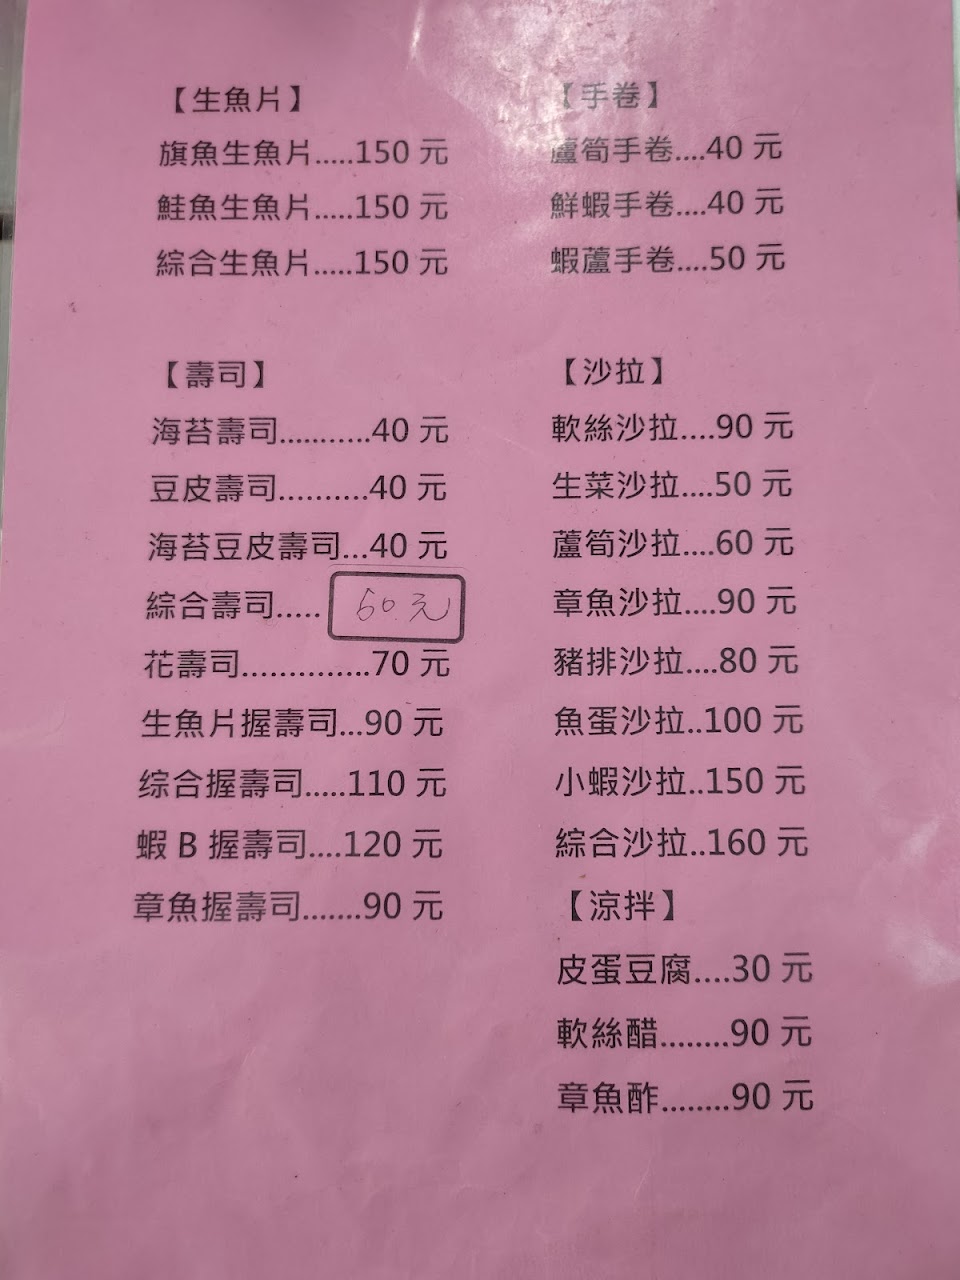 【生魚片】
旗魚生魚片.....150 元
鮭魚生魚片.....150 元
綜合生魚片.....150 元
【壽司】
海苔壽司...........40 元
豆皮壽司..........40 元
海苔豆皮壽司...40 元
綜合壽司..... 元
花壽司..............70 元
生魚片握壽司...90 元
综合握壽司.....110 元
蝦 B 握壽司....120 元
章魚握壽司.......90 元
【手卷】
蘆筍手卷....40 元
鮮蝦手卷....40 元
蝦蘆手卷....50 元
【沙拉】
軟絲沙拉....90 元
生菜沙拉....50 元
蘆筍沙拉....60 元
章魚沙拉....90 元
豬排沙拉....80 元
魚蛋沙拉..100 元
小蝦沙拉..150 元
綜合沙拉..160 元
【涼拌】
皮蛋豆腐....30 元
軟絲醋........90 元
章魚酢........90 元